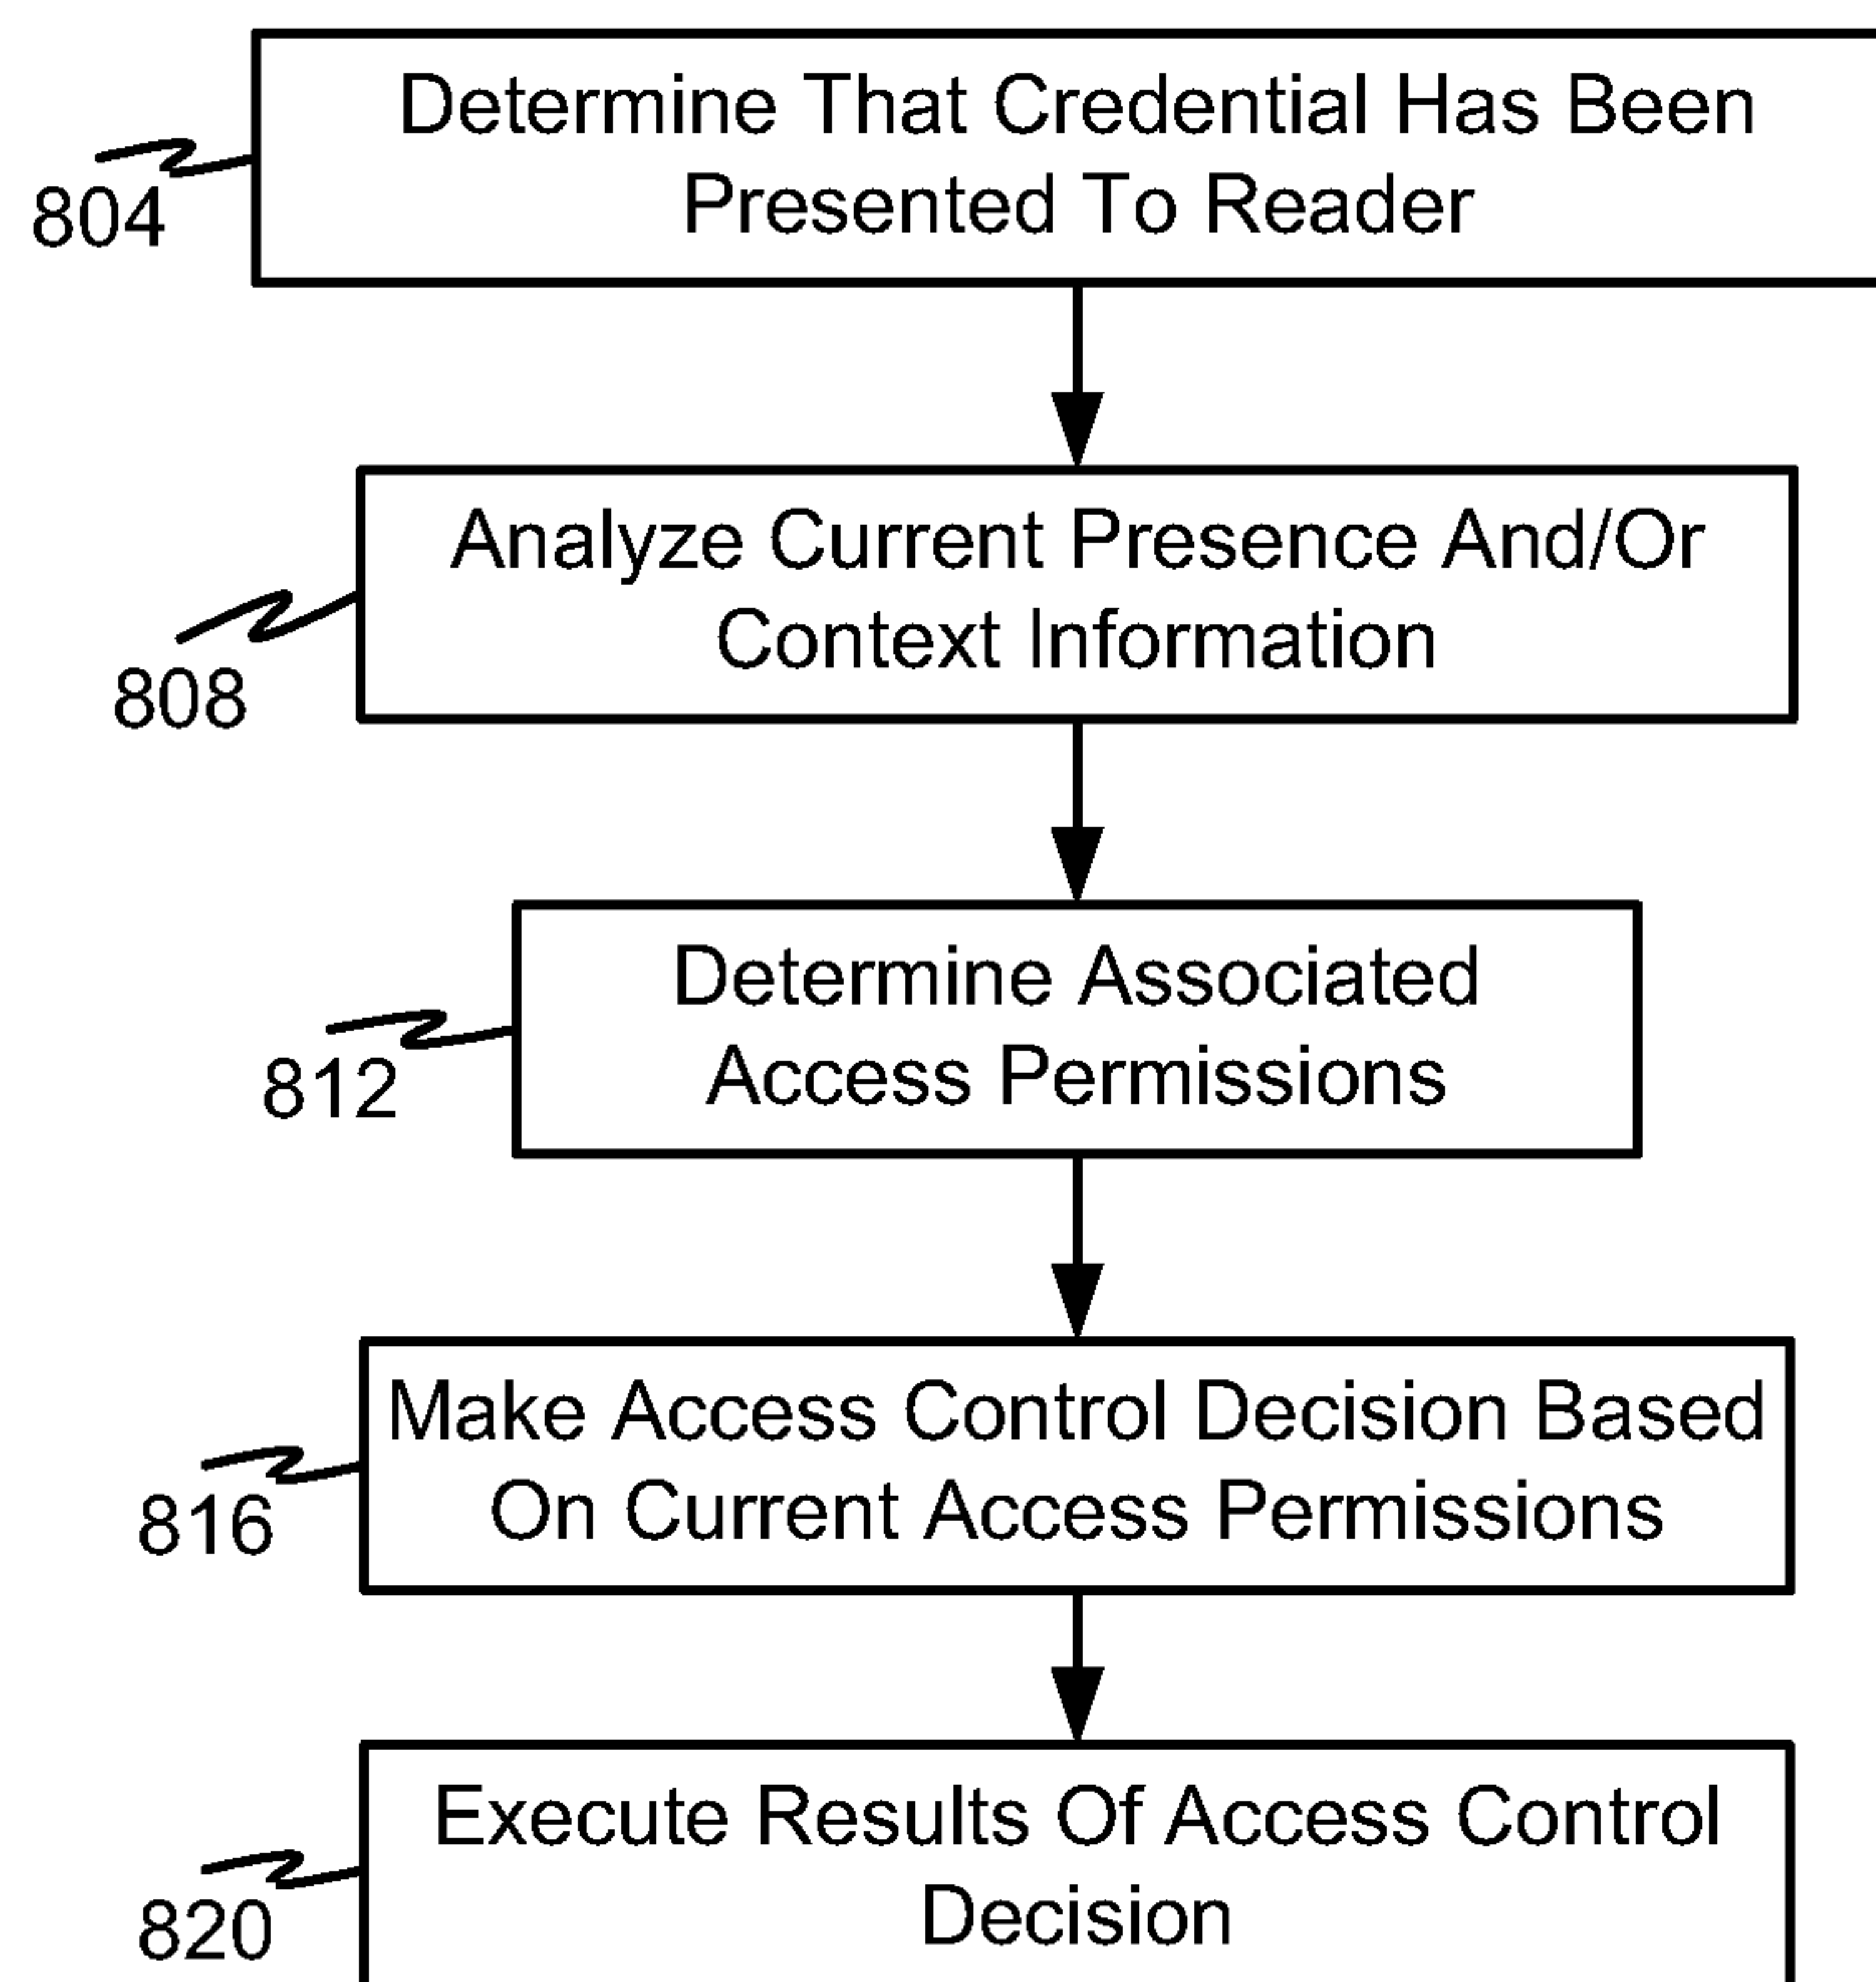 Determine That Credential Has Been
Presented To Reader
804
Analyze Current Presence And/Or
Context Information
808
Determine Associated
Access Permissions
812
Make Access Control Decision Based
On Current Access Permissions
816
Execute Results Of Access Control
Decision
820